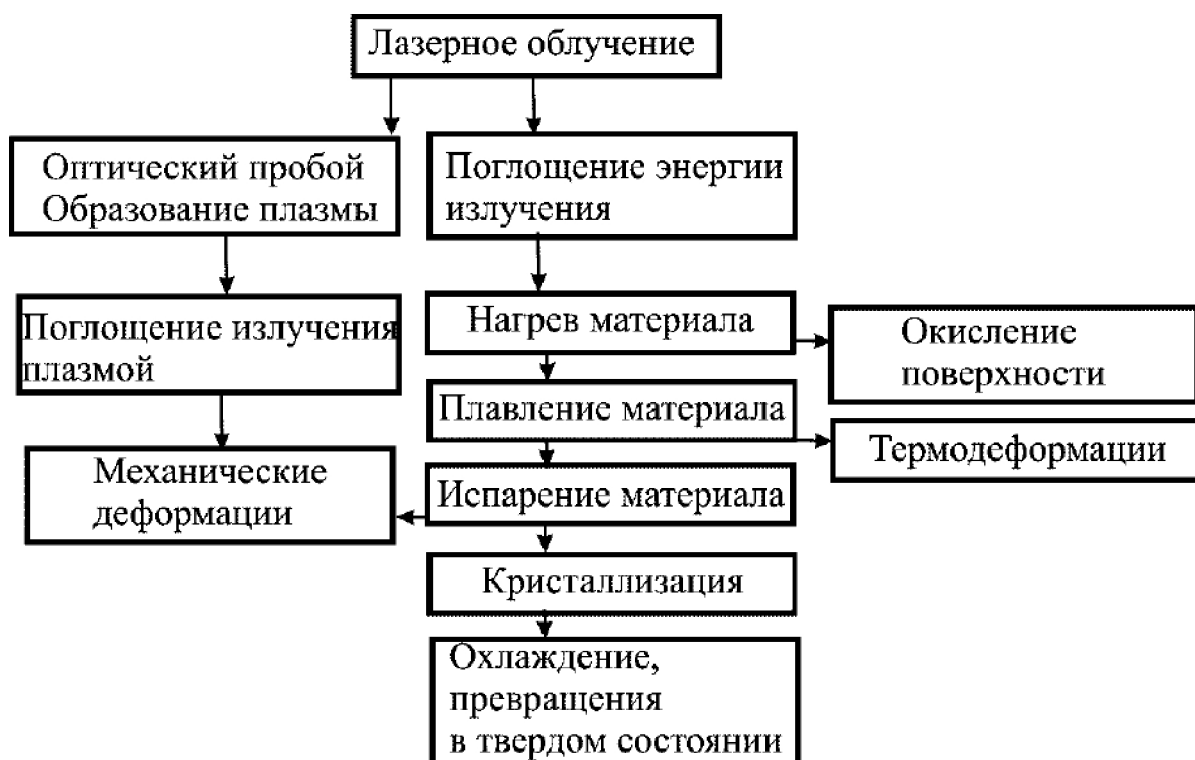 Лазерное облучение
Оптический пробой
Образование плазмы
Поглощение энергии
излучения
Поглощение излучения
плазмой
Нагрев материала
Окисление
поверхности
Плавление материала
Термодеформации
Механические
деформации
Испарение материала
Кристаллизация
Охлаждение,
превращения
в твердом состоянии